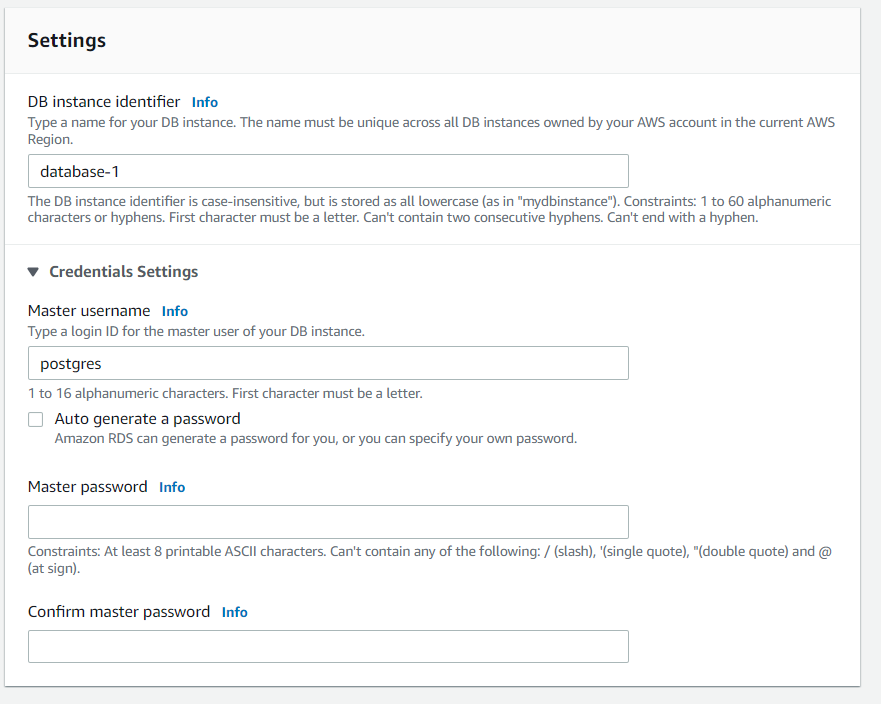 Settings
DB instance identifier Info
Type a name for your DB instance. The name must be unique across all DB instances owned by your AWS account in the current AWS
Region.
database-1
The DB instance identifier is case-insensitive, but is stored as all lowercase (as in "mydbinstance"). Constraints: 1 to 60 alphanumeric
characters or hyphens. First character must be a letter. Can't contain two consecutive hyphens. Can't end with a hyphen.
Credentials Settings
Master username Info
Type a login ID for the master user of your DB instance.
postgres
1 to 16 alphanumeric characters. First character must be a letter.
Auto generate a password
Amazon RDS can generate a password for you, or you can specify your own password.
Master password Info
Constraints: At least 8 printable ASCII characters. Can't contain any of the following: / (slash), '(single quote), "(double quote) and @
(at sign).
Confirm master password Info